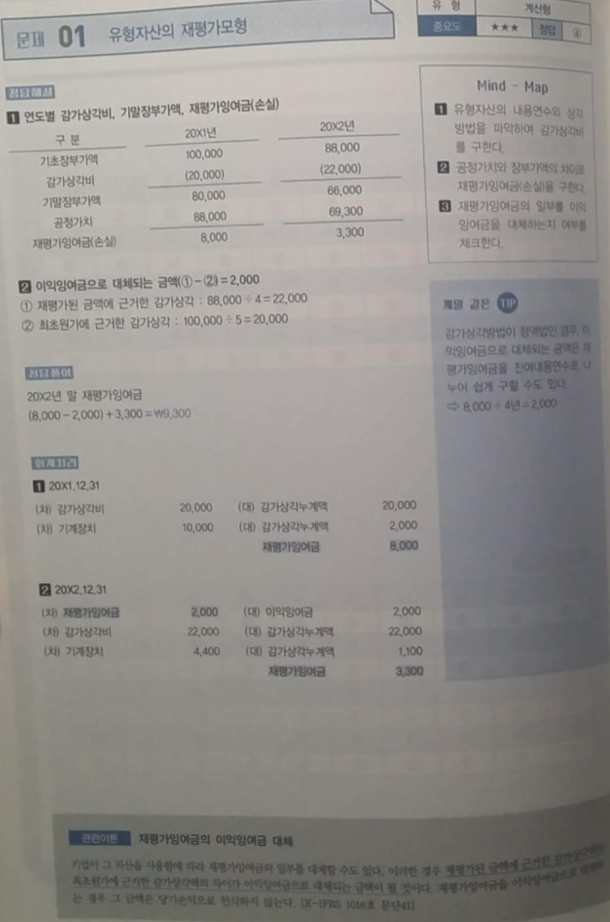 문제 01 유형자산의 재평가모형
유 형 계산형
중요도 ★★★ 정답 ④
정답해설
1 연도별 감가상각비, 기말장부가액, 재평가잉여금(손실)
구 분 20X1년 20X2년
기초장부가액 100,000 88,000
감가상각비 (20,000) (22,000)
기말장부가액 80,000 66,000
공정가치 88,000 69,300
재평가잉여금(손실) 8,000 3,300
2 이익잉여금으로 대체되는 금액(①-②)=2,000
① 재평가된 금액에 근거한 감가상각 : 88,000÷4=22,000
② 최초원가에 근거한 감가상각 : 100,000÷5=20,000
정답풀이
20X2년 말 재평가잉여금
(8,000-2,000)+3,300=₩9,300
회계처리
1 20X1.12.31
(차) 감가상각비 20,000 (대) 감가상각누계액 20,000
(차) 기계장치 10,000 (대) 감가상각누계액 2,000
재평가잉여금 8,000
2 20X2.12.31
(차) 재평가잉여금 2,000 (대) 이익잉여금 2,000
(차) 감가상각비 22,000 (대) 감가상각누계액 22,000
(차) 기계장치 4,400 (대) 감가상각누계액 1,100
재평가잉여금 3,300
Mind - Map
1 유형자산의 내용연수와 상각
방법을 파악하여 감가상각비
를 구한다.
2 공정가치와 장부가액의 차이로
재평가잉여금(손실)을 구한다.
3 재평가잉여금의 일부를 이익
잉여금을 대체하는지 여부를
체크한다.
깨알 같은 TIP
감가상각방법이 정액법인 경우, 이
익잉여금으로 대체되는 금액은 재
평가잉여금을 잔여내용연수로 나
누어 쉽게 구할 수도 있다.
⇨ 8,000÷4년=2,000
관련이론 재평가잉여금의 이익잉여금 대체
기업이 그 자산을 사용함에 따라 재평가잉여금의 일부를 대체할 수도 있다. 이러한 경우 재평가된 금액에 근거한 감가상각액과
최초원가에 근거한 감가상각액의 차이가 이익잉여금으로 대체되는 금액이 될 것이다. 재평가잉여금을 이익잉여금으로 대체하
는 경우 그 금액은 당기손익으로 인식하지 않는다. [K-IFRS 1016호 문단41]